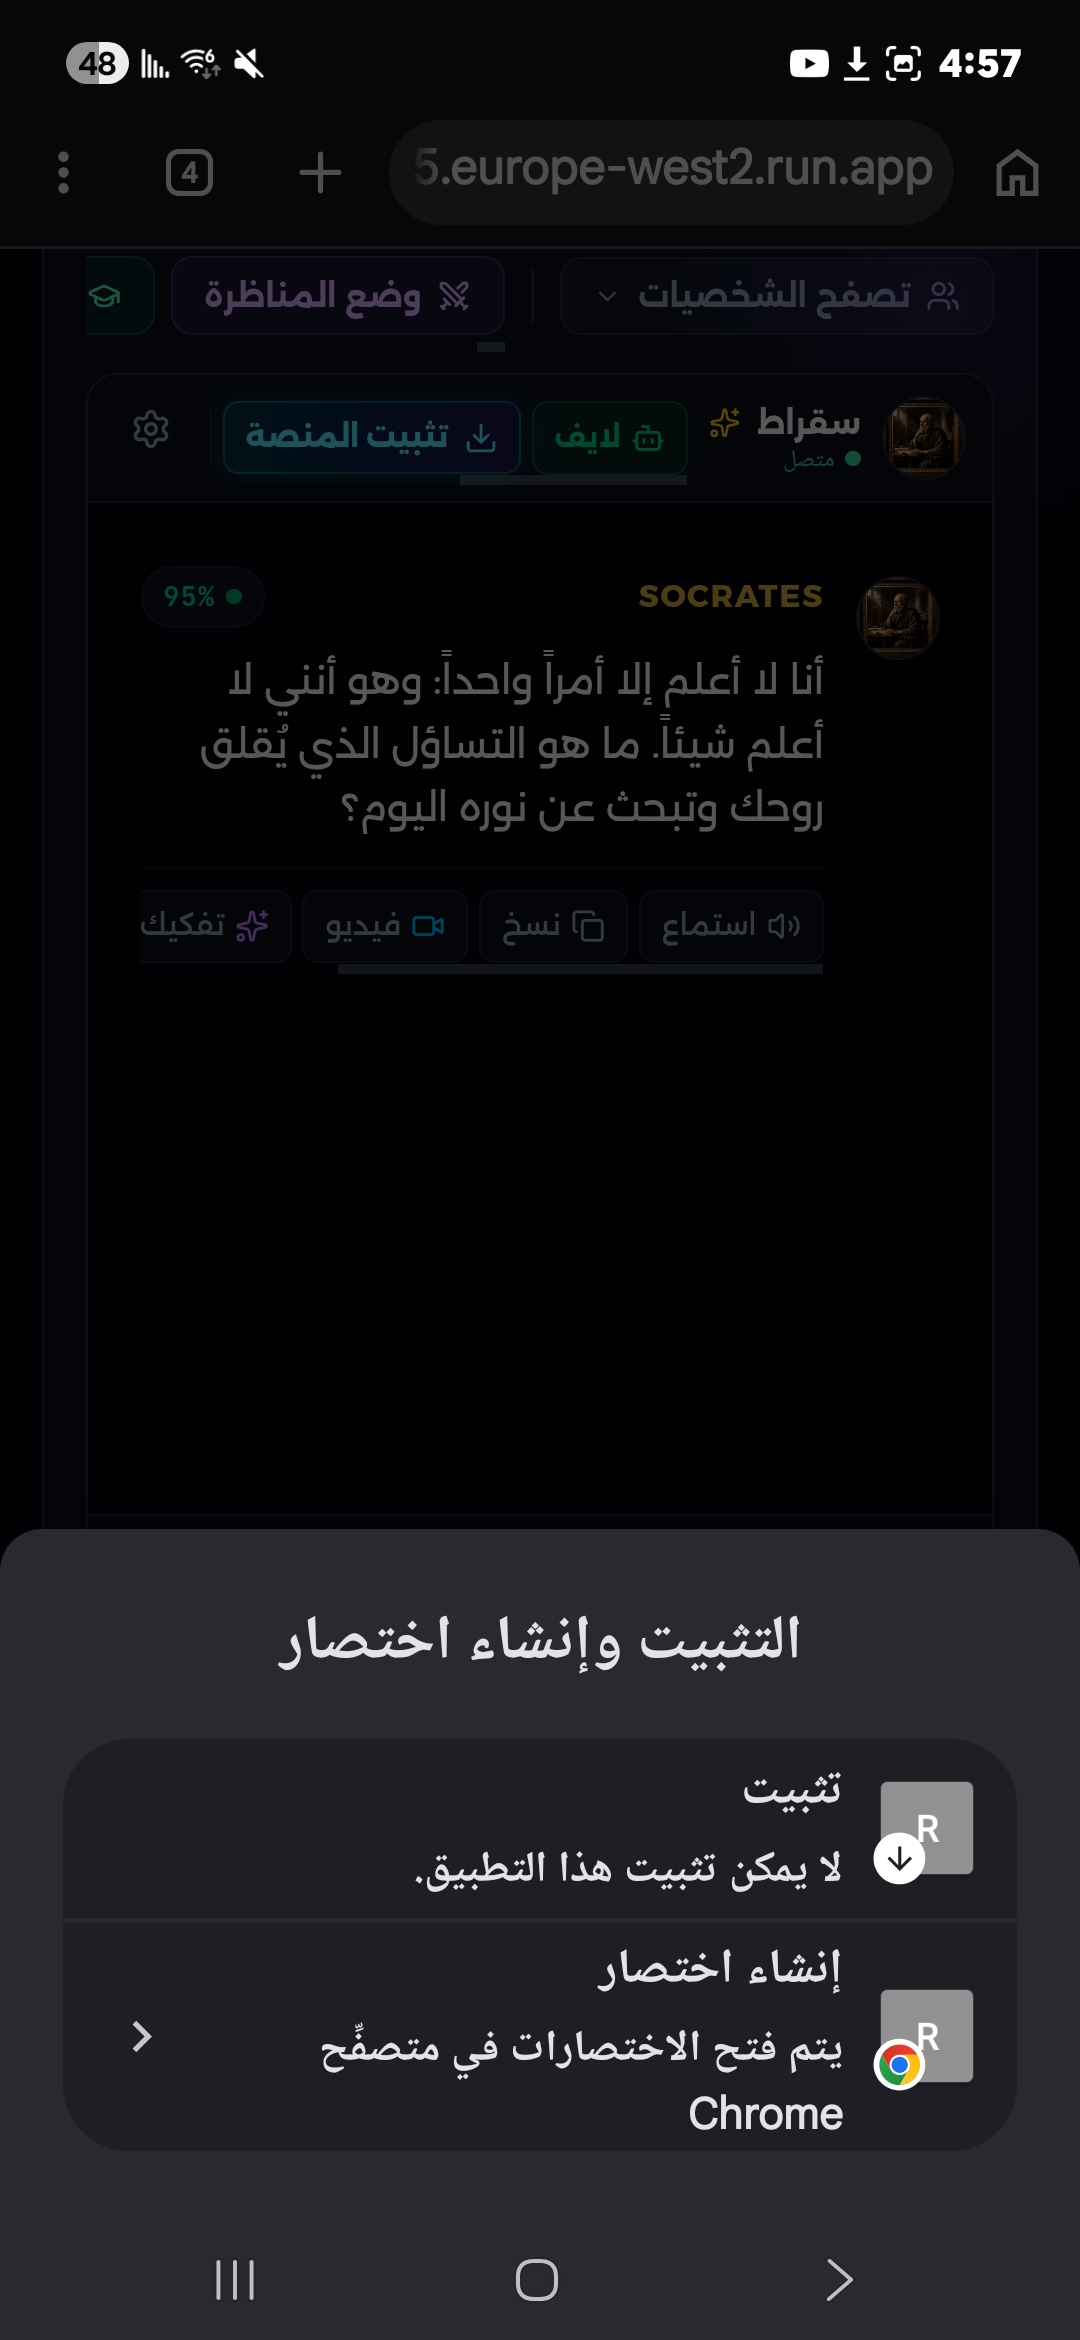 48
4:57
4
5.europe-west2.run.app
تصفح الشخصيات
وضع المناظرة
سقراط
متصل
لايف
تثبيت المنصة
SOCRATES
95%
أنا لا أعلم إلا أمراً واحداً: وهو أنني لا
أعلم شيئاً. ما هو التساؤل الذي يُقلق
روحك وتبحث عن نوره اليوم؟
استماع
نسخ
فيديو
تفكيك
التثبيت وإنشاء اختصار
R
تثبيت
لا يمكن تثبيت هذا التطبيق.
R
إنشاء اختصار
يتم فتح الاختصارات في متصفِّح
Chrome